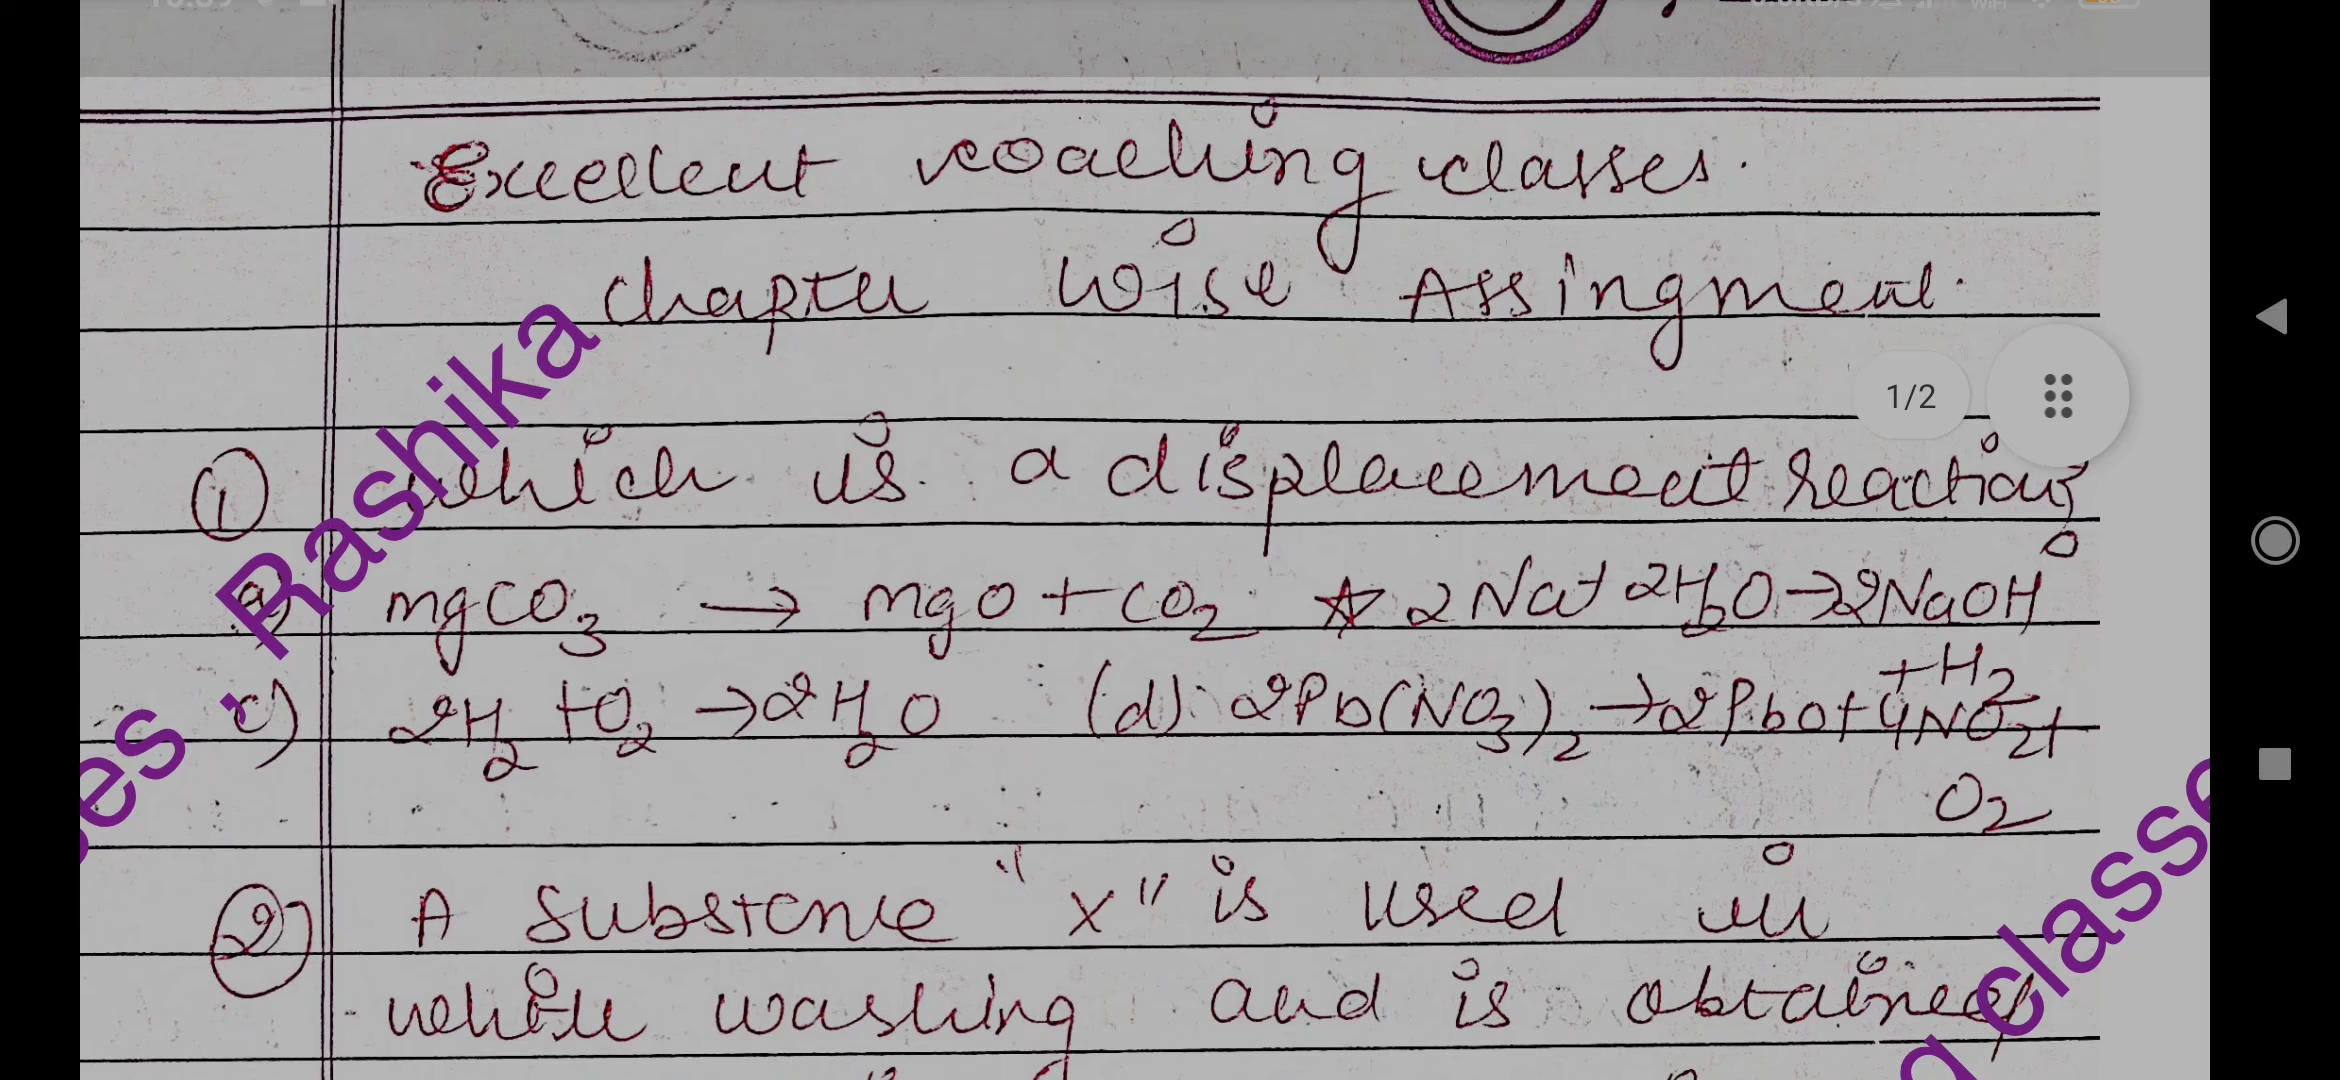 Excellent coaching classes.
Chapter wise Assingment.
1/2
① which is a displacement reaction?
a) mgCO3 → mgO + CO2 ☆ 2Na + 2H2O → 2NaOH
+ H2
c) 2H2 + O2 → 2H2O (d) 2Pb(NO3)2 → 2PbO + 4NO2 +
O2
② A substance "X" is used in
white washing and is obtained
Rashika
classe